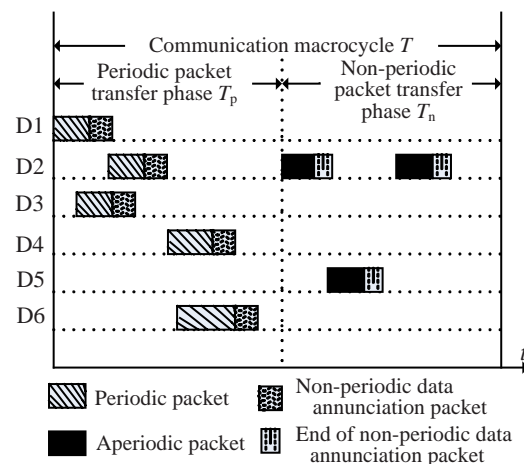 Communication macrocycle T
Periodic packet
transfer phase Tp
Non-periodic
packet transfer
phase Tn
D1
D2
D3
D4
D5
D6
t
Periodic packet
Non-periodic data
annunciation packet
Aperiodic packet
End of non-periodic data
annunciation packet